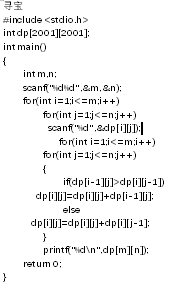 寻宝
#include <stdio.h>
int dp[2001][2001];
int main()
{
int m,n;
scanf("%d%d",&m,&n);
for(int i=1;i<=m;i++)
for(int j=1;j<=n;j++)
scanf("%d",&dp[i][j]);
for(int i=1;i<=m;i++)
for(int j=1;j<=n;j++)
{
if(dp[i-1][j]>dp[i][j-1])
dp[i][j]=dp[i][j]+dp[i-1][j];
else
dp[i][j]=dp[i][j]+dp[i][j-1];
}
printf("%d\n",dp[m][n]);
return 0;
}